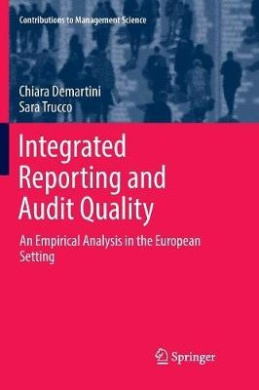 Contributions to Management Science
Chiara Demartini
Sara Trucco
Integrated
Reporting and
Audit Quality
An Empirical Analysis in the European
Setting
Springer